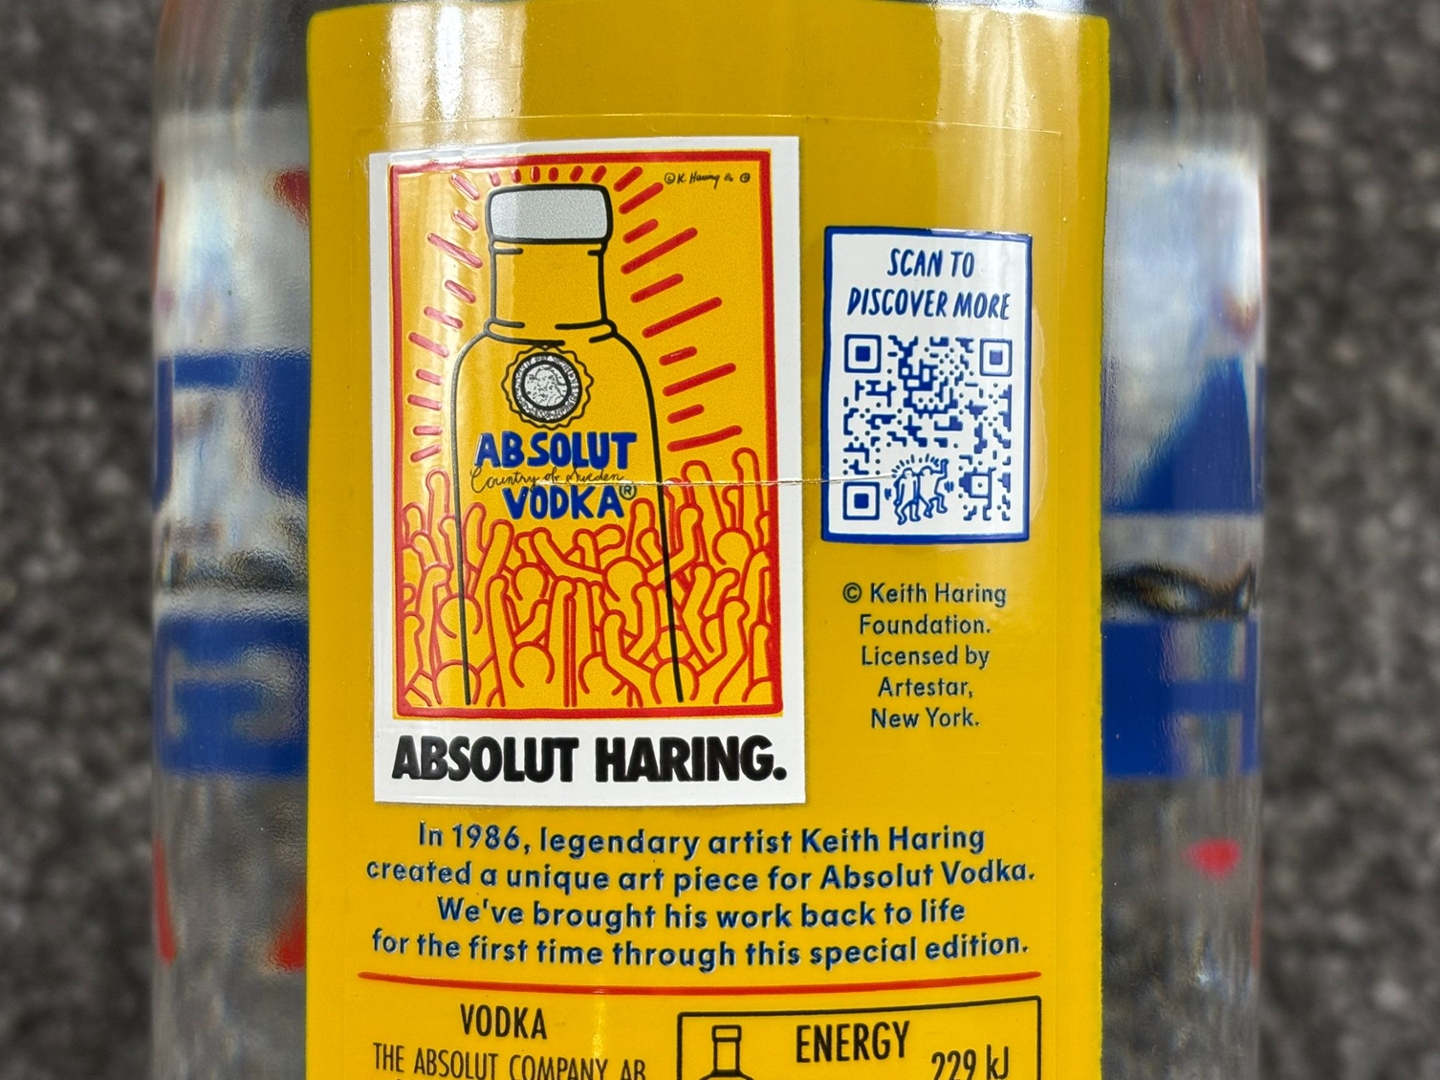 © K. Haring 86 ©
ABSOLUT
Country of Sweden
VODKA®
ABSOLUT HARING.
SCAN TO
DISCOVER MORE
© Keith Haring
Foundation.
Licensed by
Artestar,
New York.
In 1986, legendary artist Keith Haring
created a unique art piece for Absolut Vodka.
We've brought his work back to life
for the first time through this special edition.
VODKA
THE ABSOLUT COMPANY AB
ENERGY
229 kJ